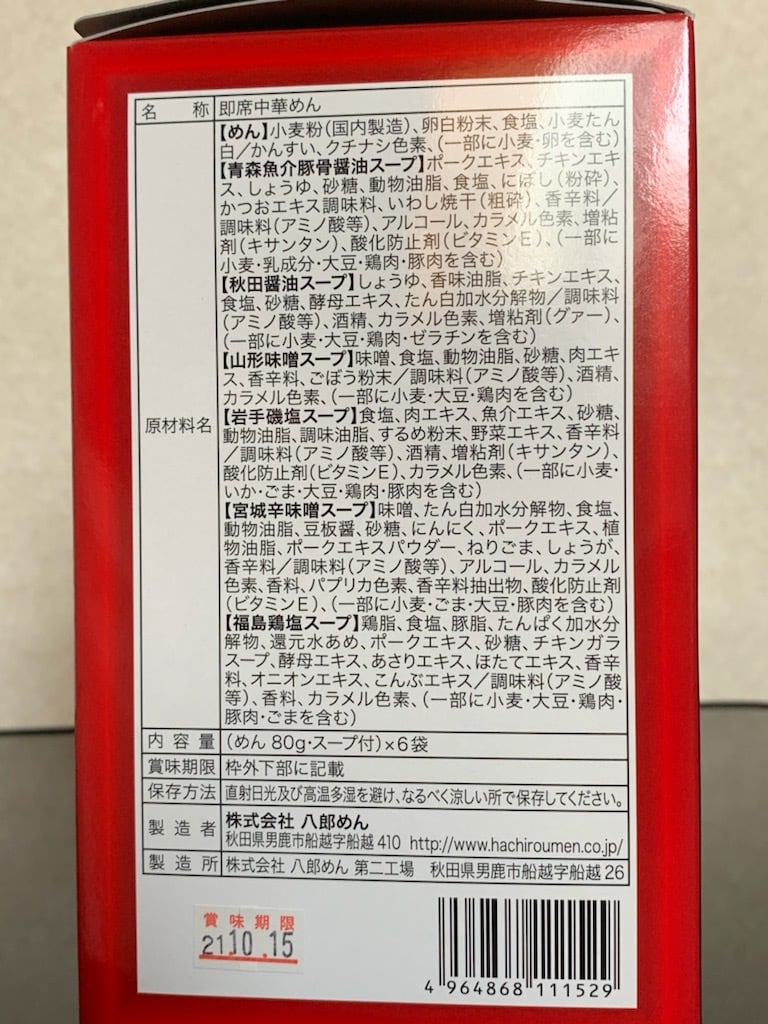 名 称 即席中華めん
【めん】小麦粉(国内製造)、卵白粉末、食塩、小麦たん
白/かんすい、クチナシ色素、(一部に小麦・卵を含む)
【青森魚介豚骨醤油スープ】ポークエキス、チキンエキ
ス、しょうゆ、砂糖、動物油脂、食塩、にぼし(粉砕)、
かつおエキス調味料、いわし焼干(粗砕)、香辛料/
調味料(アミノ酸等)、アルコール、カラメル色素、増粘
剤(キサンタン)、酸化防止剤(ビタミンE)、(一部に
小麦・乳成分・大豆・鶏肉・豚肉を含む)
【秋田醤油スープ】しょうゆ、香味油脂、チキンエキス、
食塩、砂糖、酵母エキス、たん白加水分解物/調味料
(アミノ酸等)、酒精、カラメル色素、増粘剤(グァー)、
(一部に小麦・大豆・鶏肉・ゼラチンを含む)
【山形味噌スープ】味噌、食塩、動物油脂、砂糖、肉エキ
ス、香辛料、ごぼう粉末/調味料(アミノ酸等)、酒精、
カラメル色素、(一部に小麦・大豆・鶏肉を含む)
原材料名
【岩手磯塩スープ】食塩、肉エキス、魚介エキス、砂糖、
動物油脂、調味油脂、するめ粉末、野菜エキス、香辛料
/調味料(アミノ酸等)、酒精、増粘剤(キサンタン)、
酸化防止剤(ビタミンE)、カラメル色素、(一部に小麦・
いか・ごま・大豆・鶏肉・豚肉を含む)
【宮城辛味噌スープ】味噌、たん白加水分解物、食塩、
動物油脂、豆板醤、砂糖、にんにく、ポークエキス、植
物油脂、ポークエキスパウダー、ねりごま、しょうが、
香辛料/調味料(アミノ酸等)、アルコール、カラメル
色素、香料、パプリカ色素、香辛料抽出物、酸化防止剤
(ビタミンE)、(一部に小麦・ごま・大豆・豚肉を含む)
【福島鶏塩スープ】鶏脂、食塩、豚脂、たんぱく加水分
解物、還元水あめ、ポークエキス、砂糖、チキンガラ
スープ、酵母エキス、あさりエキス、ほたてエキス、香辛
料、オニオンエキス、こんぶエキス/調味料(アミノ酸
等)、香料、カラメル色素、(一部に小麦・大豆・鶏肉・
豚肉・ごまを含む)
内容量 (めん 80g・スープ付)×6袋
賞味期限 枠外下部に記載
保存方法 直射日光及び高温多湿を避け、なるべく涼しい所で保存してください。
製造者 株式会社 八郎めん
秋田県男鹿市船越字船越410 http://www.hachiroumen.co.jp/
製造所 株式会社 八郎めん 第二工場 秋田県男鹿市船越字船越26
賞味期限
21.10.15
4 964868 111529